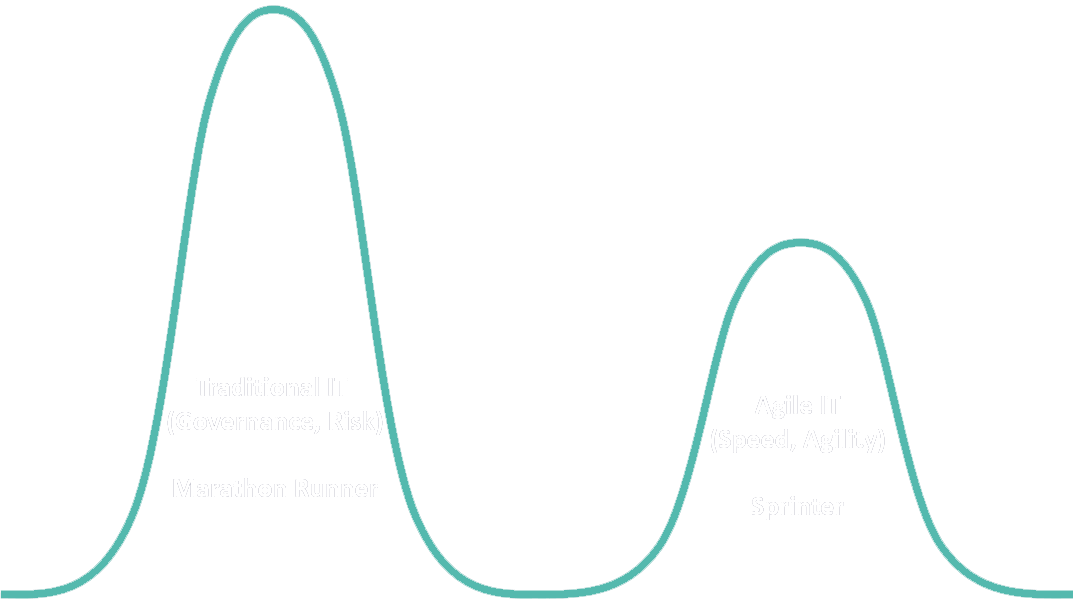 Traditional IT
(Governance, Risk)
Marathon Runner
Agile IT
(Speed, Agility)
Sprinter